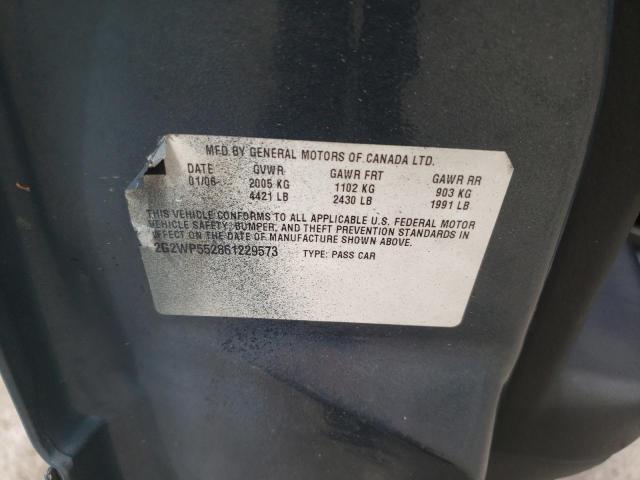 MFD BY GENERAL MOTORS OF CANADA LTD.
DATE GVWR GAWR FRT GAWR RR
01/06 2005 KG 1102 KG 903 KG
4421 LB 2430 LB 1991 LB
THIS VEHICLE CONFORMS TO ALL APPLICABLE U.S. FEDERAL MOTOR
VEHICLE SAFETY, BUMPER, AND THEFT PREVENTION STANDARDS IN
EFFECT ON THE DATE OF MANUFACTURE SHOWN ABOVE.
2G2WP552861229573 TYPE: PASS CAR